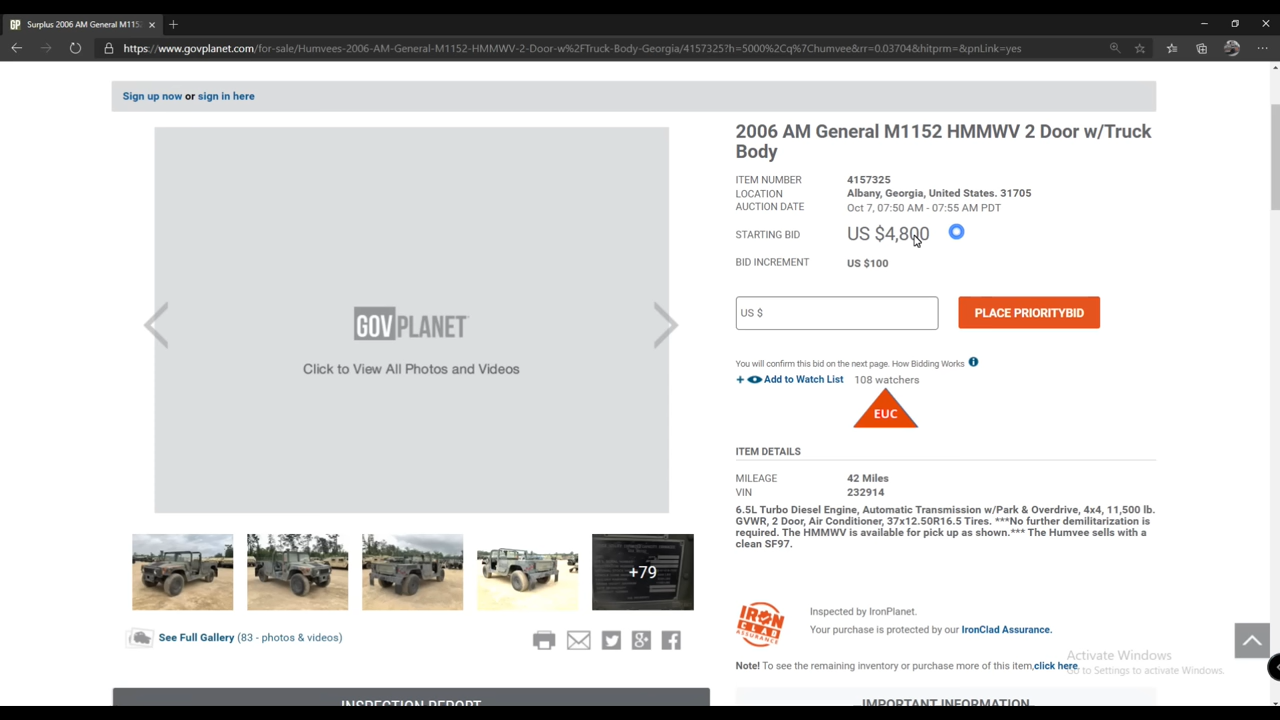 GP Surplus 2006 AM General M115
https://www.govplanet.com/for-sale/Humvees-2006-AM-General-M1152-HMMWV-2-Door-w%2FTruck-Body-Georgia/4157325?h=5000%2Cq%7Chumvee&rr=0.03704&hitprm=&pnLink=yes
Sign up now or sign in here
GOVPLANET
Click to View All Photos and Videos
+79
See Full Gallery (83 - photos & videos)
INSPECTION REPORT
2006 AM General M1152 HMMWV 2 Door w/Truck
Body
ITEM NUMBER 4157325
LOCATION Albany, Georgia, United States. 31705
AUCTION DATE Oct 7, 07:50 AM - 07:55 AM PDT
STARTING BID US $4,800
BID INCREMENT US $100
US $ PLACE PRIORITYBID
You will confirm this bid on the next page. How Bidding Works
+ Add to Watch List 108 watchers
EUC
ITEM DETAILS
MILEAGE 42 Miles
VIN 232914
6.5L Turbo Diesel Engine, Automatic Transmission w/Park & Overdrive, 4x4, 11,500 lb.
GVWR, 2 Door, Air Conditioner, 37x12.50R16.5 Tires. ***No further demilitarization is
required. The HMMWV is available for pick up as shown.*** The Humvee sells with a
clean SF97.
IRON CLAD ASSURANCE
Inspected by IronPlanet.
Your purchase is protected by our IronClad Assurance.
Note! To see the remaining inventory or purchase more of this item,click here.
Activate Windows
Go to Settings to activate Windows.
IMPORTANT INFORMATION